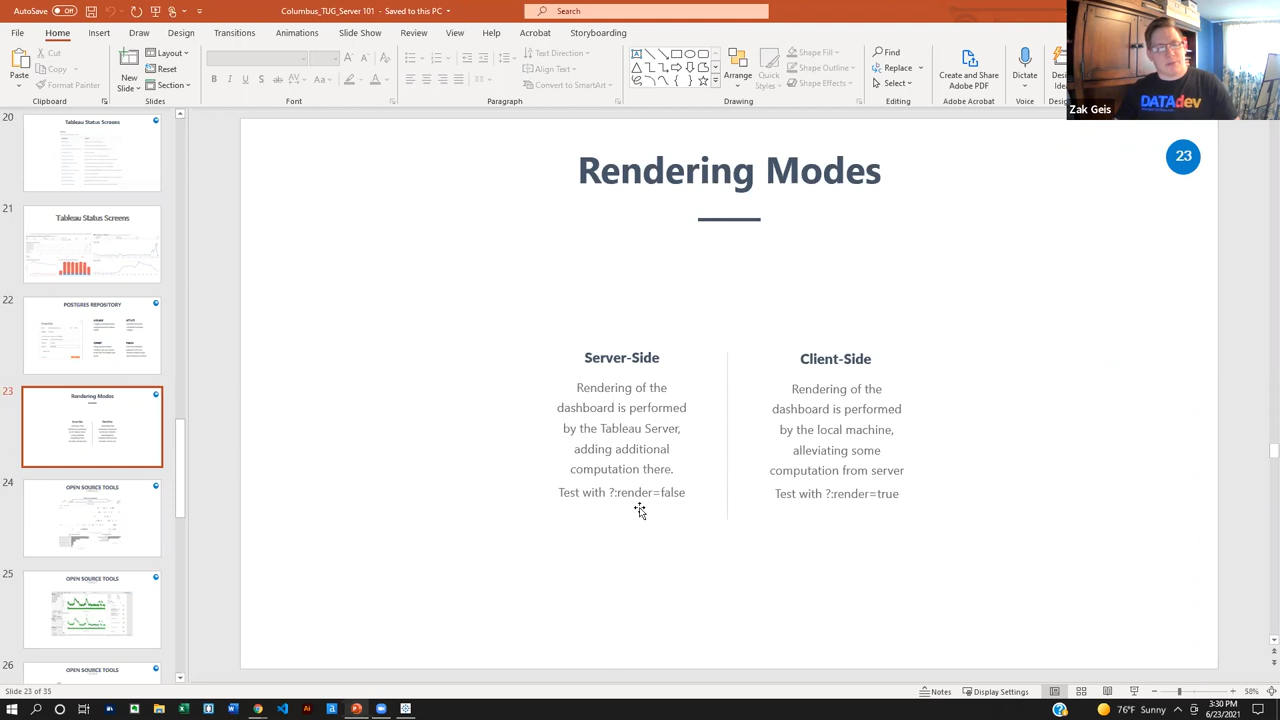 AutoSave
Off
Columbus_TUG_Server 101 - Saved to this PC
Search
File
Home
Insert
Draw
Design
Transitions
Animations
Slide Show
Review
View
Help
Acrobat
Storyboarding
Paste
Cut
Copy
Format Painter
Clipboard
New
Slide
Layout
Reset
Section
Slides
Font
Text Direction
Align Text
Convert to SmartArt
Paragraph
Arrange
Quick
Styles
Shape Fill
Shape Outline
Shape Effects
Drawing
Find
Replace
Select
Editing
Create and Share
Adobe PDF
Adobe Acrobat
Dictate
Voice
DATAdev
Zak Geis
20
Tableau Status Screens
21
Tableau Status Screens
22
POSTGRES REPOSITORY
23
Rendering Modes
24
OPEN SOURCE TOOLS
25
OPEN SOURCE TOOLS
26
OPEN SOURCE TOOLS
Rendering Modes
23
Server-Side
Rendering of the
dashboard is performed
by the Tableau Server,
adding additional
computation there.
Test with ?:render=false
Client-Side
Rendering of the
dashboard is performed
by the local machine,
alleviating some
computation from server
Test with ?:render=true
Slide 23 of 35
Notes
Display Settings
58%
76°F Sunny
3:30 PM
6/23/2021